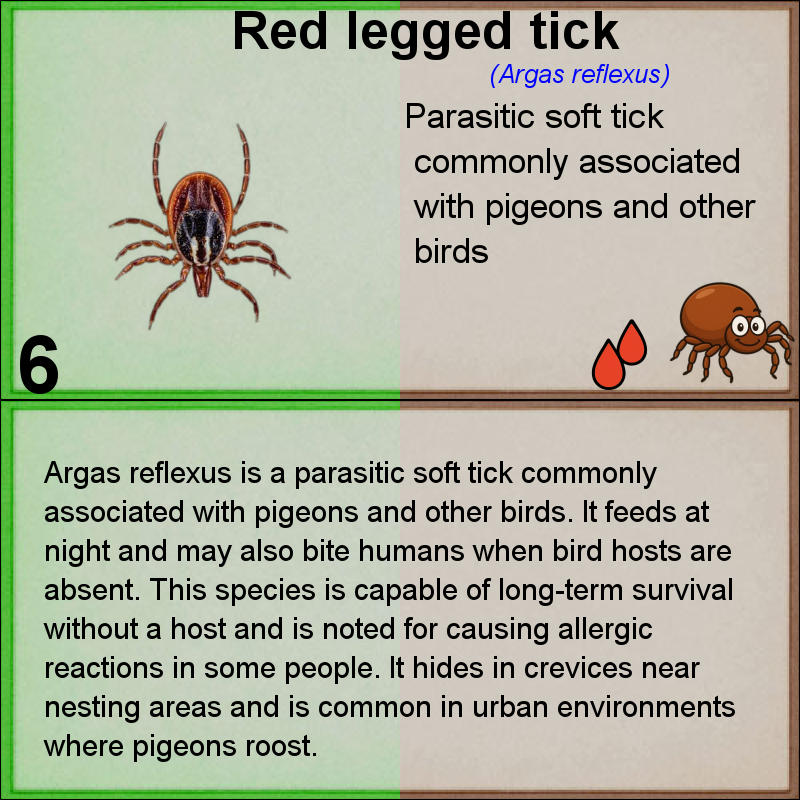 Red legged tick
(Argas reflexus)
Parasitic soft tick
commonly associated
with pigeons and other
birds
6
Argas reflexus is a parasitic soft tick commonly
associated with pigeons and other birds. It feeds at
night and may also bite humans when bird hosts are
absent. This species is capable of long-term survival
without a host and is noted for causing allergic
reactions in some people. It hides in crevices near
nesting areas and is common in urban environments
where pigeons roost.